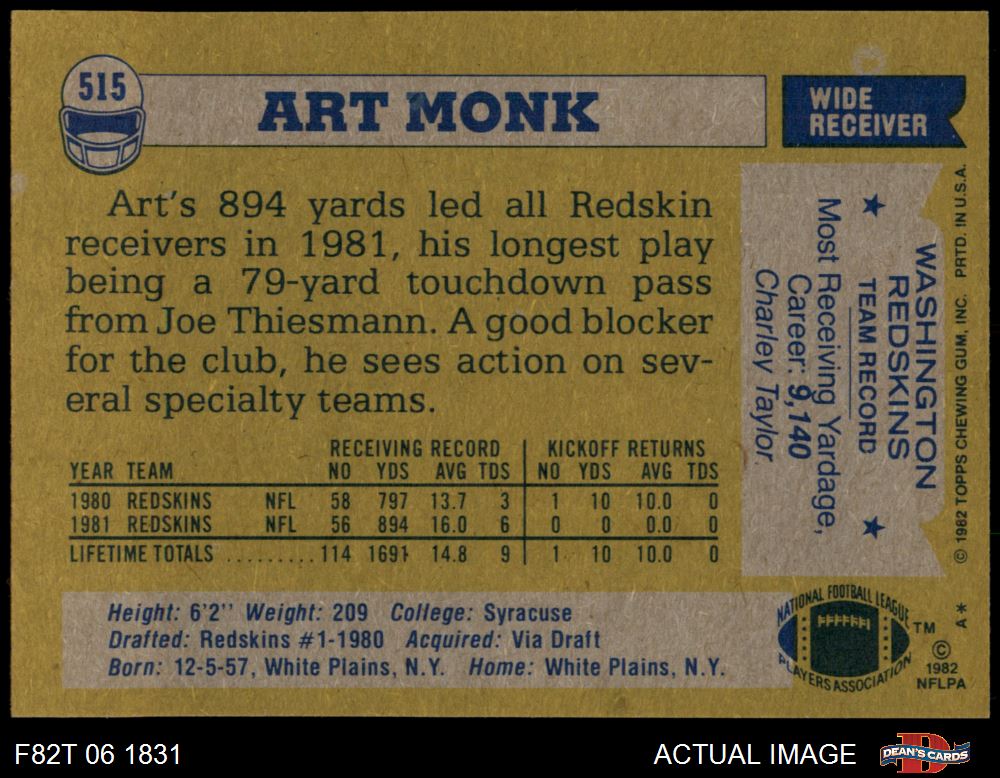 515
ART MONK
WIDE
RECEIVER
Art's 894 yards led all Redskin
receivers in 1981, his longest play
being a 79-yard touchdown pass
from Joe Thiesmann. A good blocker
for the club, he sees action on sev-
eral specialty teams.
RECEIVING RECORD KICKOFF RETURNS
YEAR TEAM NO YDS AVG TDS NO YDS AVG TDS
1980 REDSKINS NFL 58 797 13.7 3 1 10 10.0 0
1981 REDSKINS NFL 56 894 16.0 6 0 0 0.0 0
LIFETIME TOTALS ......... 114 1691 14.8 9 1 10 10.0 0
Height: 6'2" Weight: 209 College: Syracuse
Drafted: Redskins #1-1980 Acquired: Via Draft
Born: 12-5-57, White Plains, N.Y. Home: White Plains, N.Y.
WASHINGTON
REDSKINS
★ TEAM RECORD ★
Most Receiving Yardage,
Career: 9,140
Charley Taylor
© 1982 TOPPS CHEWING GUM, INC. PRTD. IN U.S.A.
NATIONAL FOOTBALL LEAGUE
PLAYERS ASSOCIATION
TM
A*
©
1982
NFLPA
F82T 06 1831
ACTUAL IMAGE
D
DEAN'S CARDS